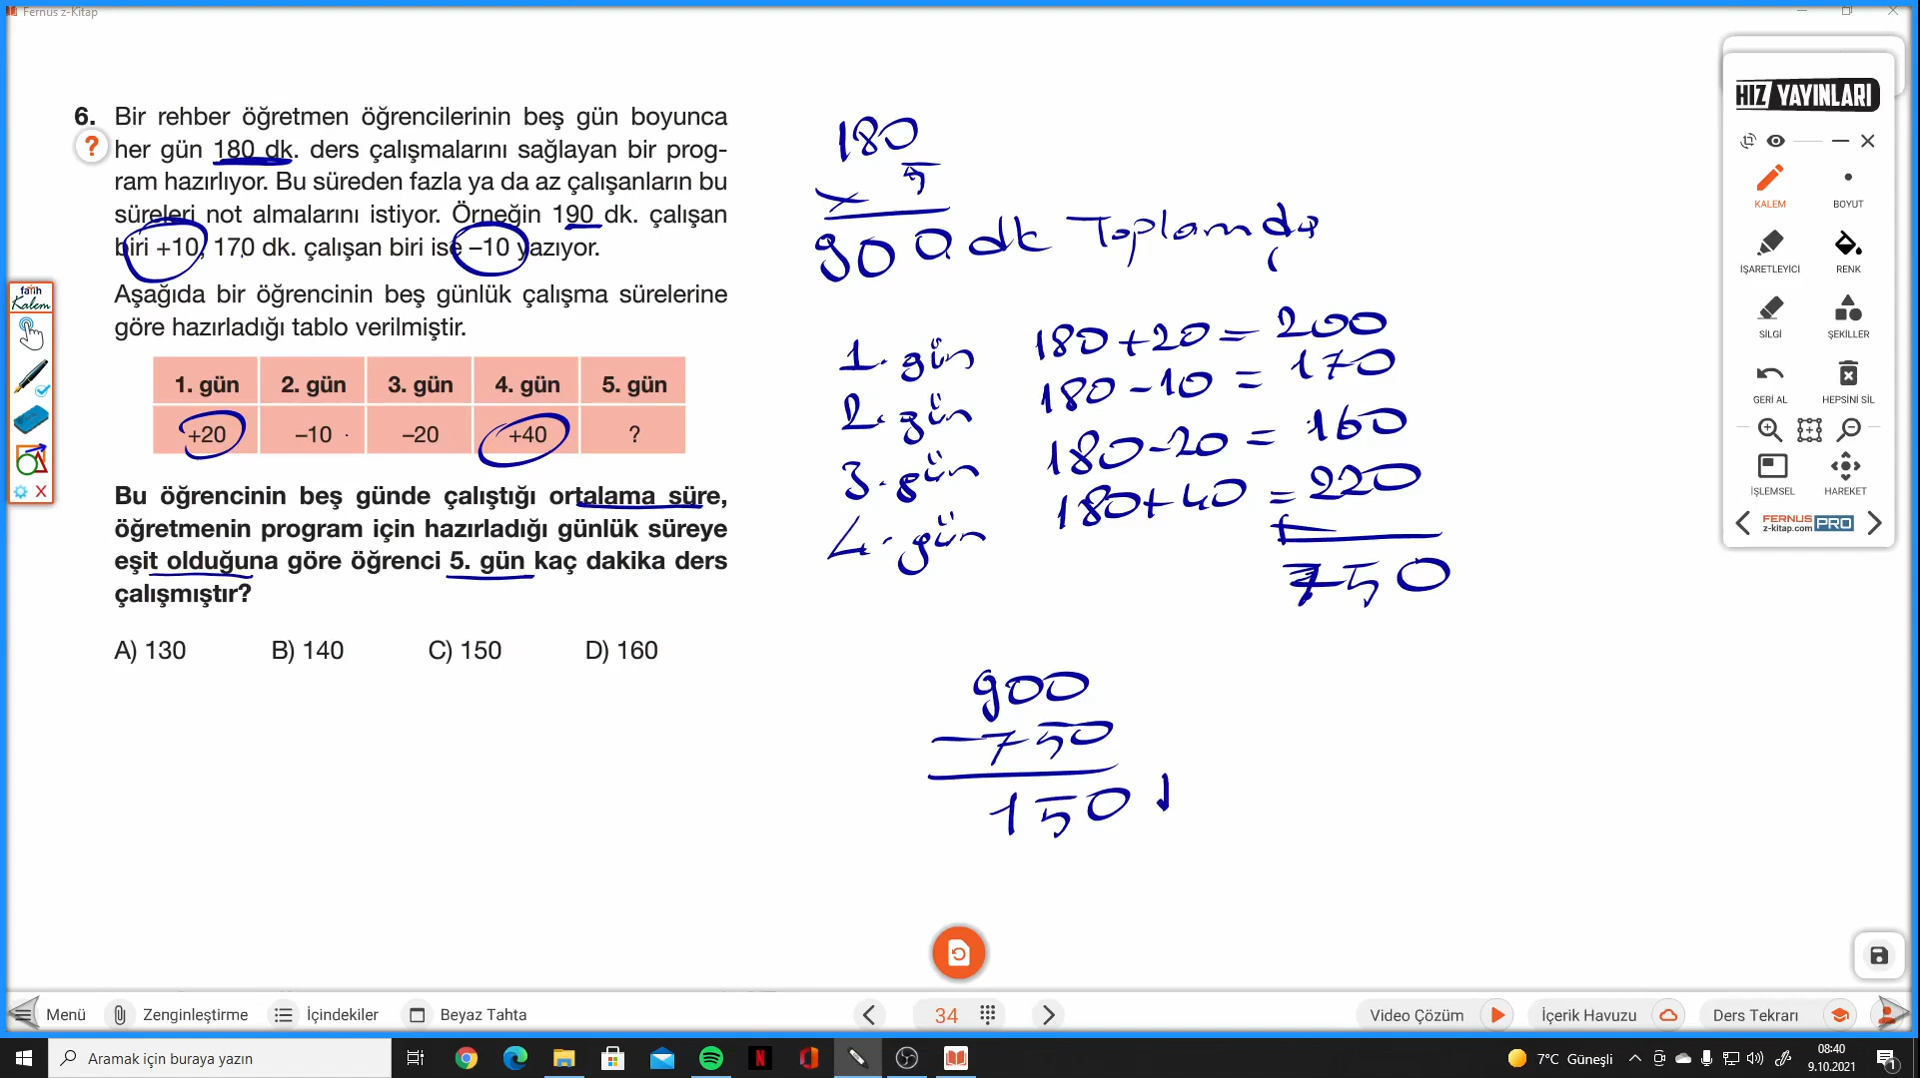 Fernus z-Kitap
6. Bir rehber öğretmen öğrencilerinin beş gün boyunca
her gün 180 dk. ders çalışmalarını sağlayan bir prog-
ram hazırlıyor. Bu süreden fazla ya da az çalışanların bu
süreleri not almalarını istiyor. Örneğin 190 dk. çalışan
biri +10, 170 dk. çalışan biri ise –10 yazıyor.
Aşağıda bir öğrencinin beş günlük çalışma sürelerine
göre hazırladığı tablo verilmiştir.
1. gün 2. gün 3. gün 4. gün 5. gün
+20 –10 –20 +40 ?
Bu öğrencinin beş günde çalıştığı ortalama süre,
öğretmenin program için hazırladığı günlük süreye
eşit olduğuna göre öğrenci 5. gün kaç dakika ders
çalışmıştır?
A) 130 B) 140 C) 150 D) 160
180
x 5
900 dk Toplamda
1. gün 180+20=200
2. gün 180-10=170
3. gün 180-20=160
4. gün 180+40=220
+
750
900
-750
150
fatih
Kalem
HIZ YAYINLARI
KALEM BOYUT
İŞARETLEYİCİ RENK
SİLGİ ŞEKİLLER
GERİ AL HEPSİNİ SİL
İŞLEMSEL HAREKET
FERNUS PRO
z-kitap.com
Menü Zenginleştirme İçindekiler Beyaz Tahta 34 Video Çözüm İçerik Havuzu Ders Tekrarı
Aramak için buraya yazın 7°C Güneşli 08:40
9.10.2021
1